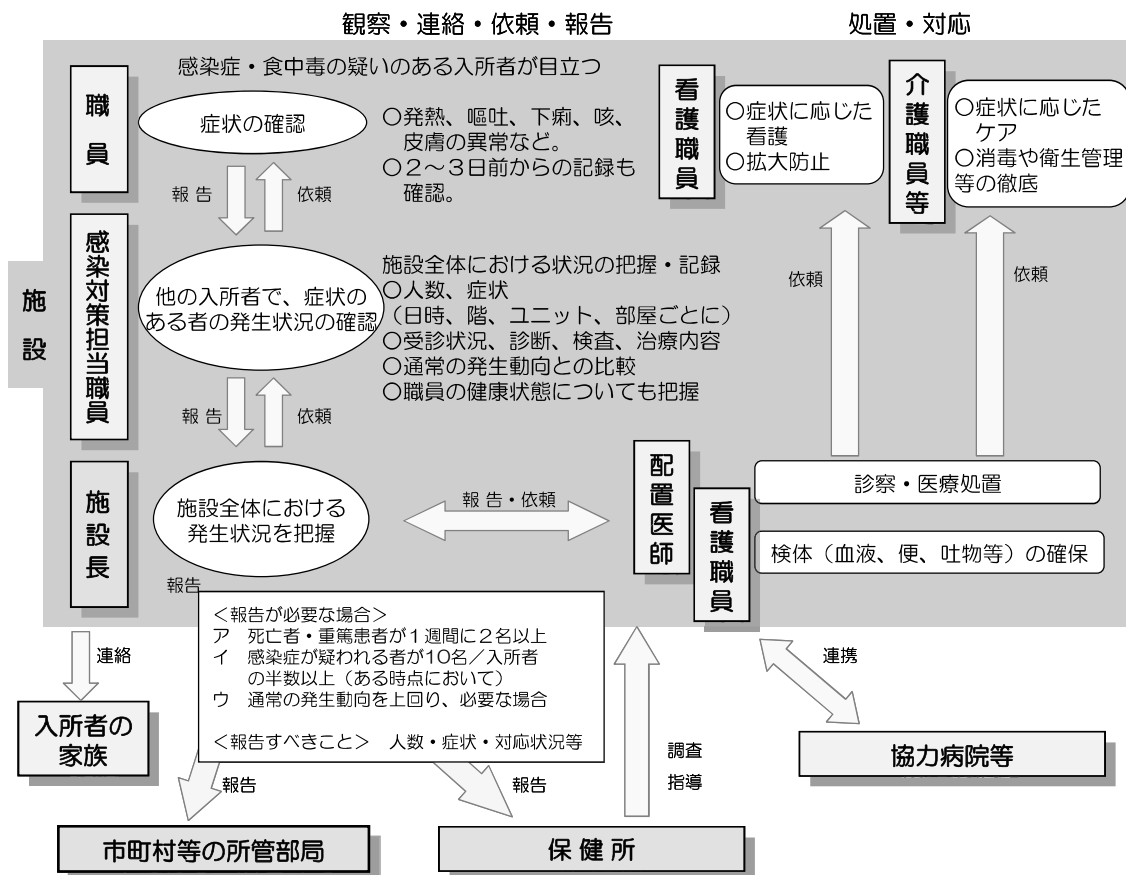 観察・連絡・依頼・報告
処置・対応
施設
職員
感染症・食中毒の疑いのある入所者が目立つ
症状の確認
○発熱、嘔吐、下痢、咳、
皮膚の異常など。
○２～３日前からの記録も
確認。
報告
依頼
感染対策担当職員
他の入所者で、症状の
ある者の発生状況の確認
施設全体における状況の把握・記録
○人数、症状
（日時、階、ユニット、部屋ごとに）
○受診状況、診断、検査、治療内容
○通常の発生動向との比較
○職員の健康状態についても把握
報告
依頼
施設長
施設全体における
発生状況を把握
報告・依頼
看護職員
○症状に応じた
看護
○拡大防止
介護職員等
○症状に応じた
ケア
○消毒や衛生管理
等の徹底
依頼
依頼
配置医師
看護職員
診察・医療処置
検体（血液、便、吐物等）の確保
報告
＜報告が必要な場合＞
ア　死亡者・重篤患者が１週間に２名以上
イ　感染症が疑われる者が10名／入所者
の半数以上（ある時点において）
ウ　通常の発生動向を上回り、必要な場合
＜報告すべきこと＞　人数・症状・対応状況等
連絡
入所者の
家族
報告
市町村等の所管部局
報告
保健所
調査
指導
連携
協力病院等